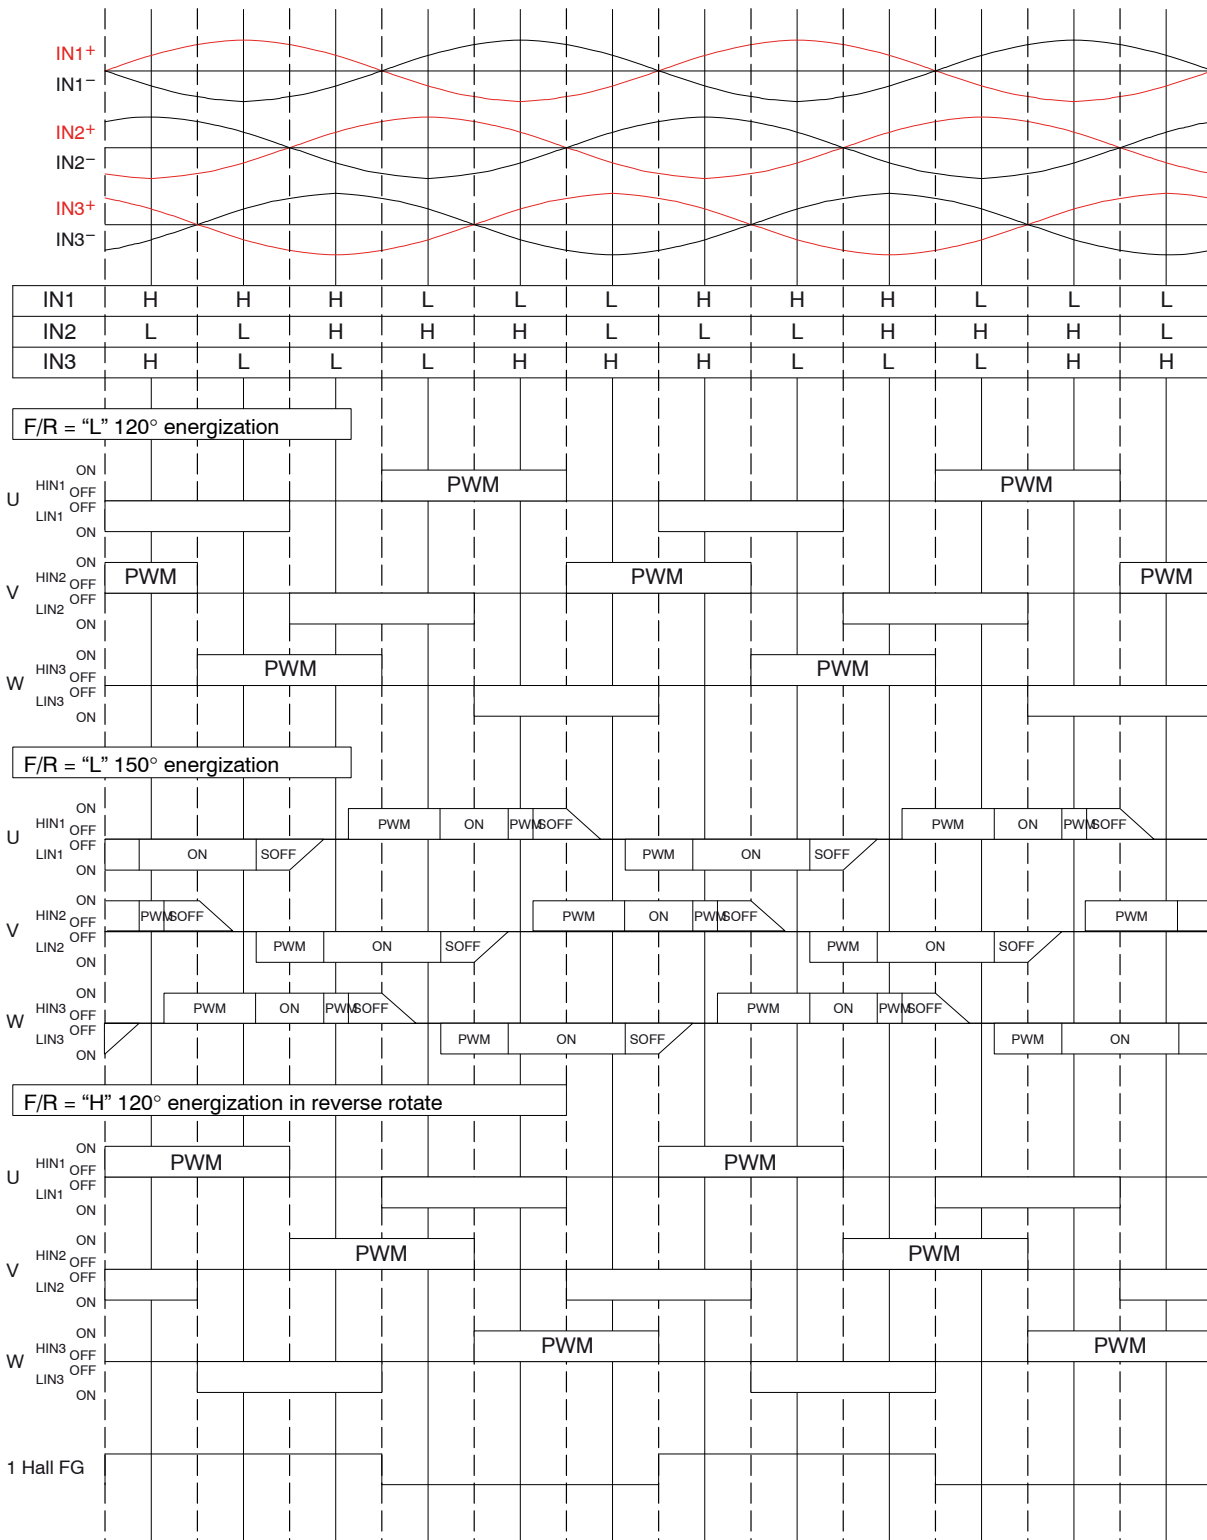 IN1+
IN1−
IN2+
IN2−
IN3+
IN3−
IN1 H H H L L L H H H L L L
IN2 L L H H H L L L H H H L
IN3 H L L L H H H L L L H H
F/R = “L” 120° energization
ON
U HIN1 OFF PWM PWM
LIN1 OFF
ON
ON
V HIN2 OFF PWM PWM PWM
LIN2 OFF
ON
ON
W HIN3 OFF PWM PWM
LIN3 OFF
ON
F/R = “L” 150° energization
ON
U HIN1 OFF PWM ON PWM SOFF PWM ON PWM SOFF
LIN1 OFF ON SOFF PWM ON SOFF
ON
ON
V HIN2 OFF PWM SOFF PWM ON PWM SOFF PWM
LIN2 OFF PWM ON SOFF PWM ON SOFF
ON
ON
W HIN3 OFF PWM ON PWM SOFF PWM ON PWM SOFF
LIN3 OFF PWM ON SOFF PWM ON
ON
F/R = “H” 120° energization in reverse rotate
ON
U HIN1 OFF PWM PWM
LIN1 OFF
ON
ON
V HIN2 OFF PWM PWM
LIN2 OFF
ON
ON
W HIN3 OFF PWM PWM
LIN3 OFF
ON
1 Hall FG